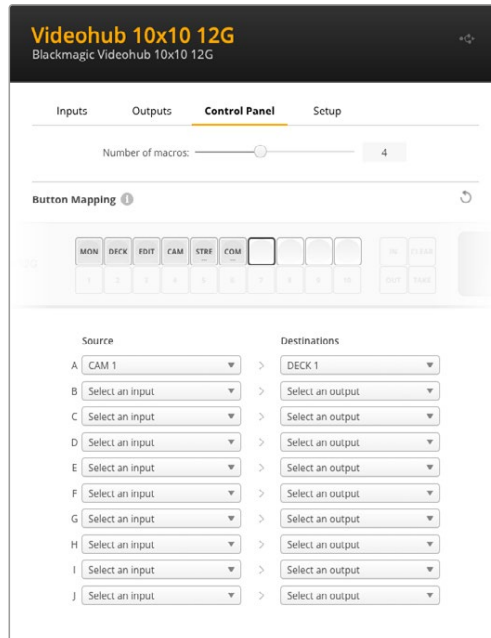 Videohub 10x10 12G
Blackmagic Videohub 10x10 12G
Inputs Outputs Control Panel Setup
Number of macros: 4
Button Mapping i
MON DECK EDIT CAM STRE... COM... IN CLEAR
1 2 3 4 5 6 7 8 9 10 OUT TAKE
Source Destinations
A CAM 1 > DECK 1
B Select an input > Select an output
C Select an input > Select an output
D Select an input > Select an output
E Select an input > Select an output
F Select an input > Select an output
G Select an input > Select an output
H Select an input > Select an output
I Select an input > Select an output
J Select an input > Select an output